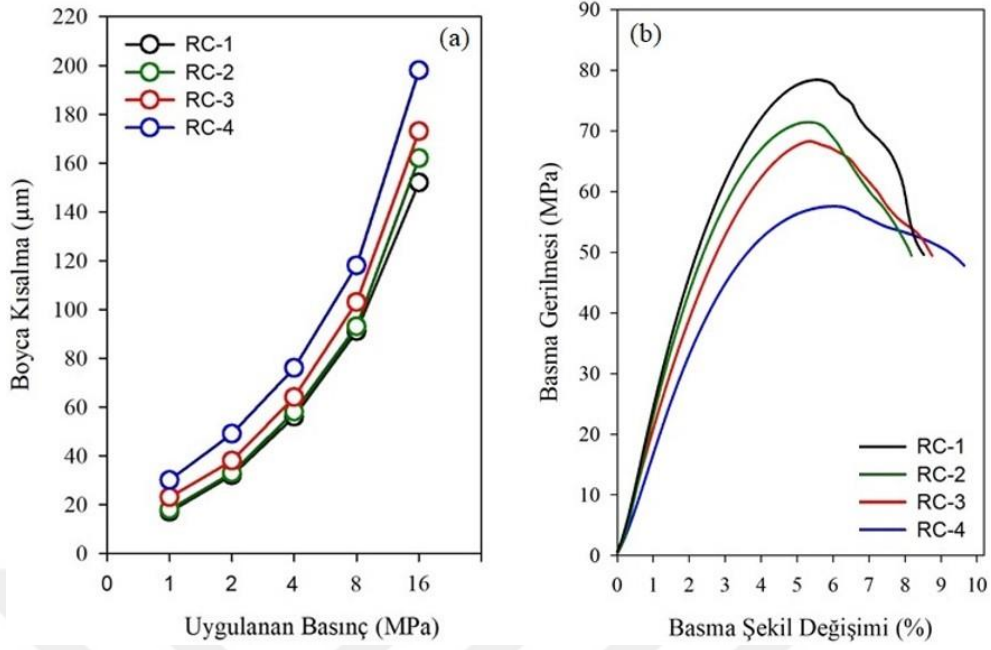 (a)
RC-1
RC-2
RC-3
RC-4
220
200
180
160
140
120
100
80
60
40
20
0
Boyca Kısalma (µm)
0 1 2 4 8 16
Uygulanan Basınç (MPa)
(b)
90
80
70
60
50
40
30
20
10
0
Basma Gerilmesi (MPa)
RC-1
RC-2
RC-3
RC-4
0 1 2 3 4 5 6 7 8 9 10
Basma Şekil Değişimi (%)